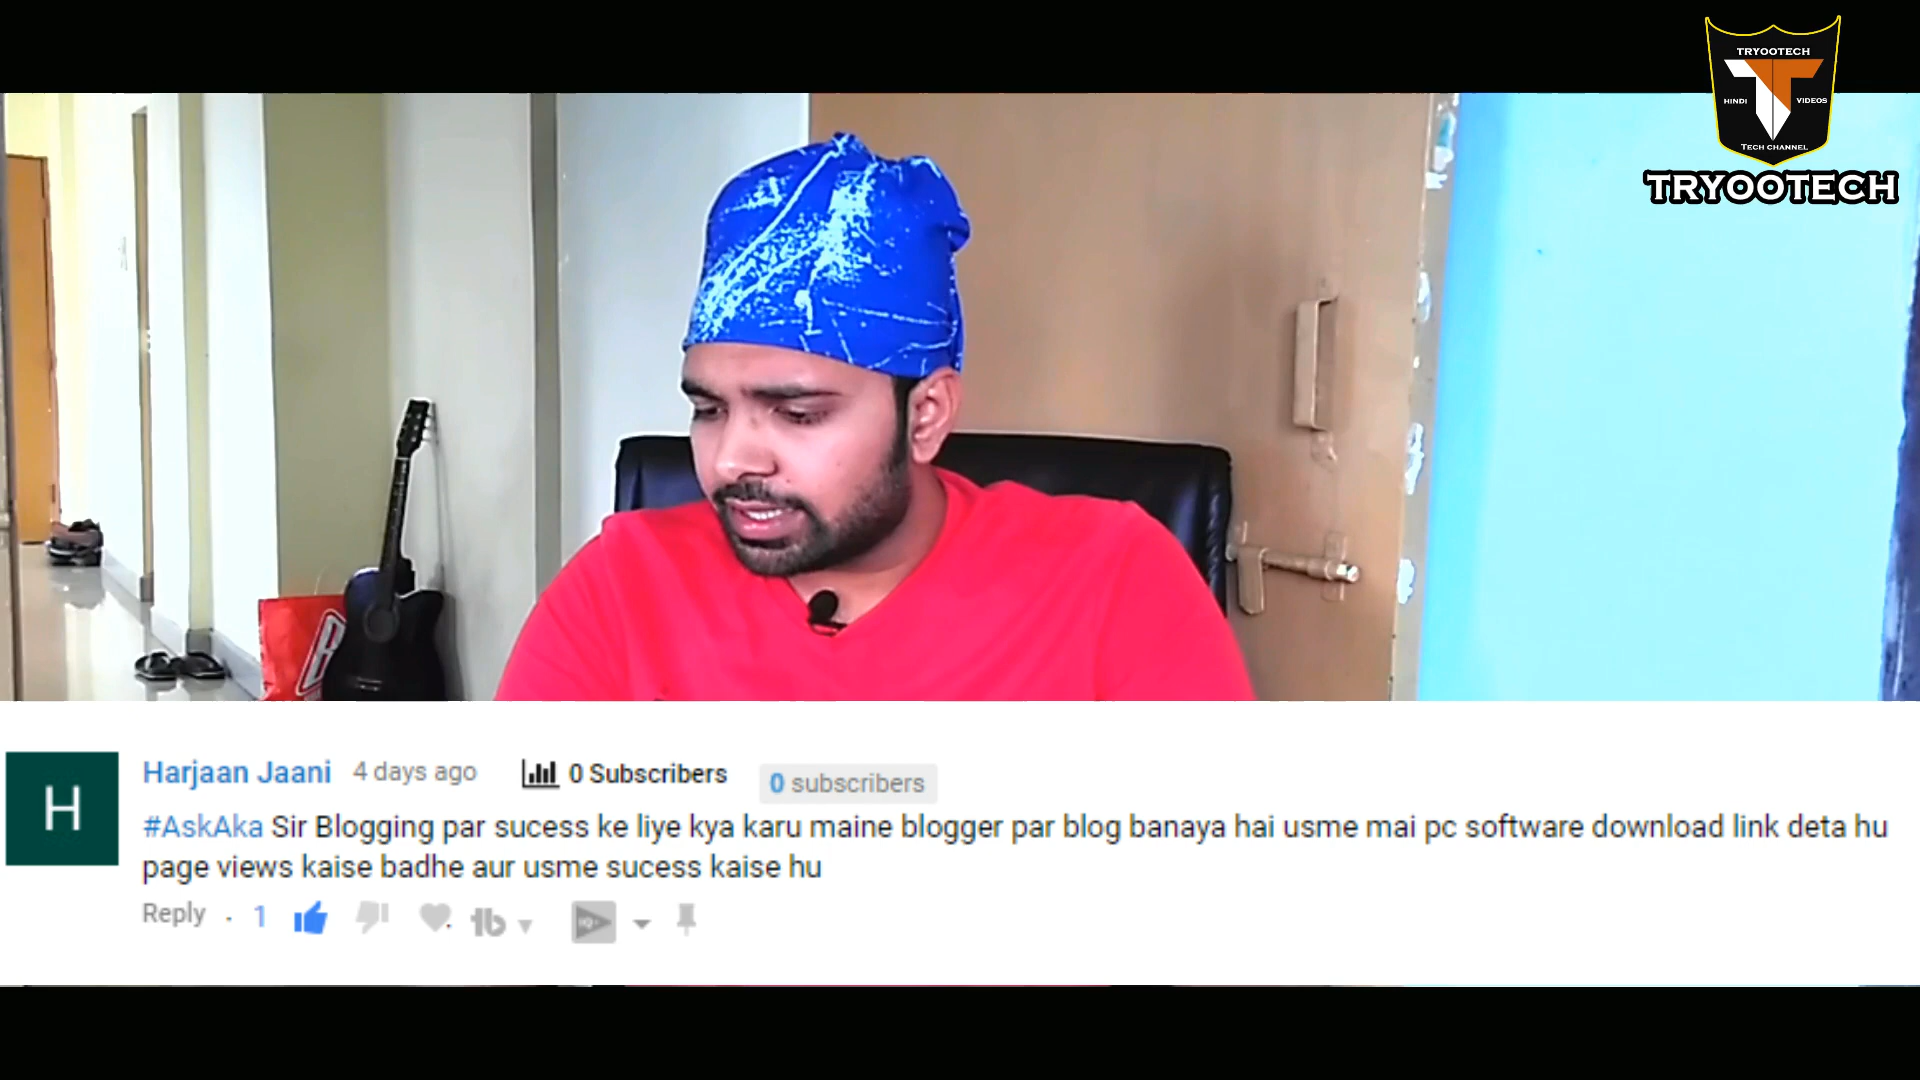 TRYOOTECH
HINDI VIDEOS
TECH CHANNEL
TRYOOTECH
H
Harjaan Jaani 4 days ago 0 Subscribers 0 subscribers
#AskAka Sir Blogging par sucess ke liye kya karu maine blogger par blog banaya hai usme mai pc software download link deta hu
page views kaise badhe aur usme sucess kaise hu
Reply 1